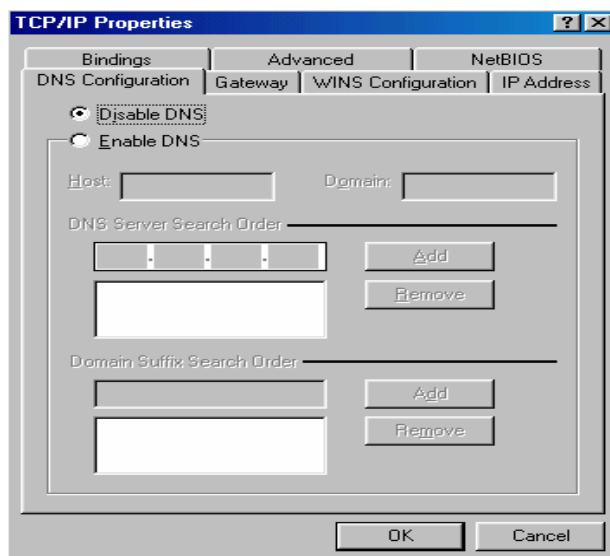 TCP/IP Properties
Bindings Advanced NetBIOS
DNS Configuration Gateway WINS Configuration IP Address
Disable DNS
Enable DNS
Host: Domain:
DNS Server Search Order
. . . Add
Remove
Domain Suffix Search Order
Add
Remove
OK Cancel